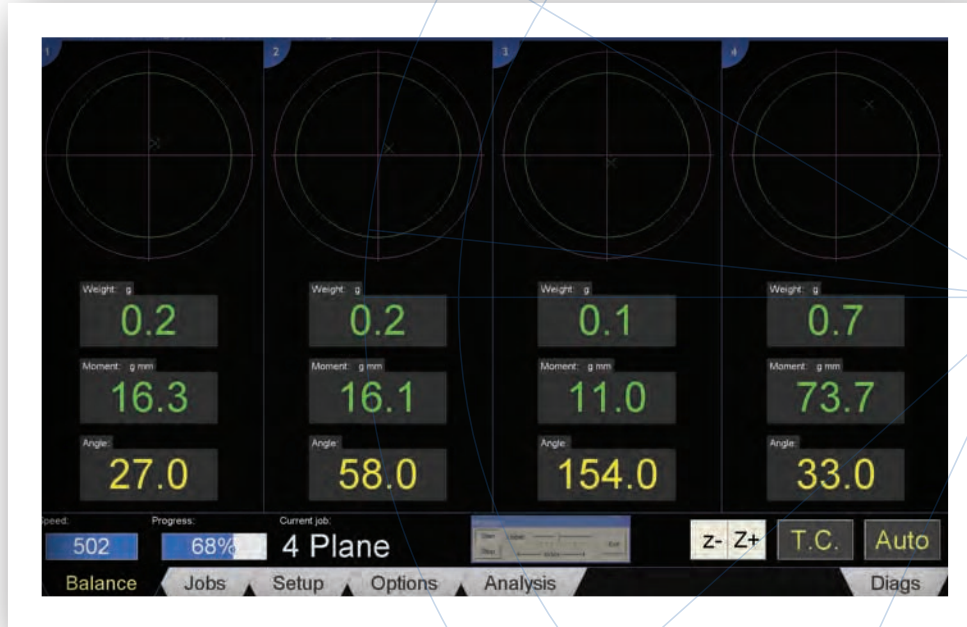 1
2
3
4
Weight: g
0.2
Moment: g mm
16.3
Angle:
27.0
Weight: g
0.2
Moment: g mm
16.1
Angle:
58.0
Weight: g
0.1
Moment: g mm
11.0
Angle:
154.0
Weight: g
0.7
Moment: g mm
73.7
Angle:
33.0
Speed:
502
Progress:
68%
Current job:
4 Plane
Start
Stop
Exit
z- Z+
T.C.
Auto
Balance Jobs Setup Options Analysis Diags